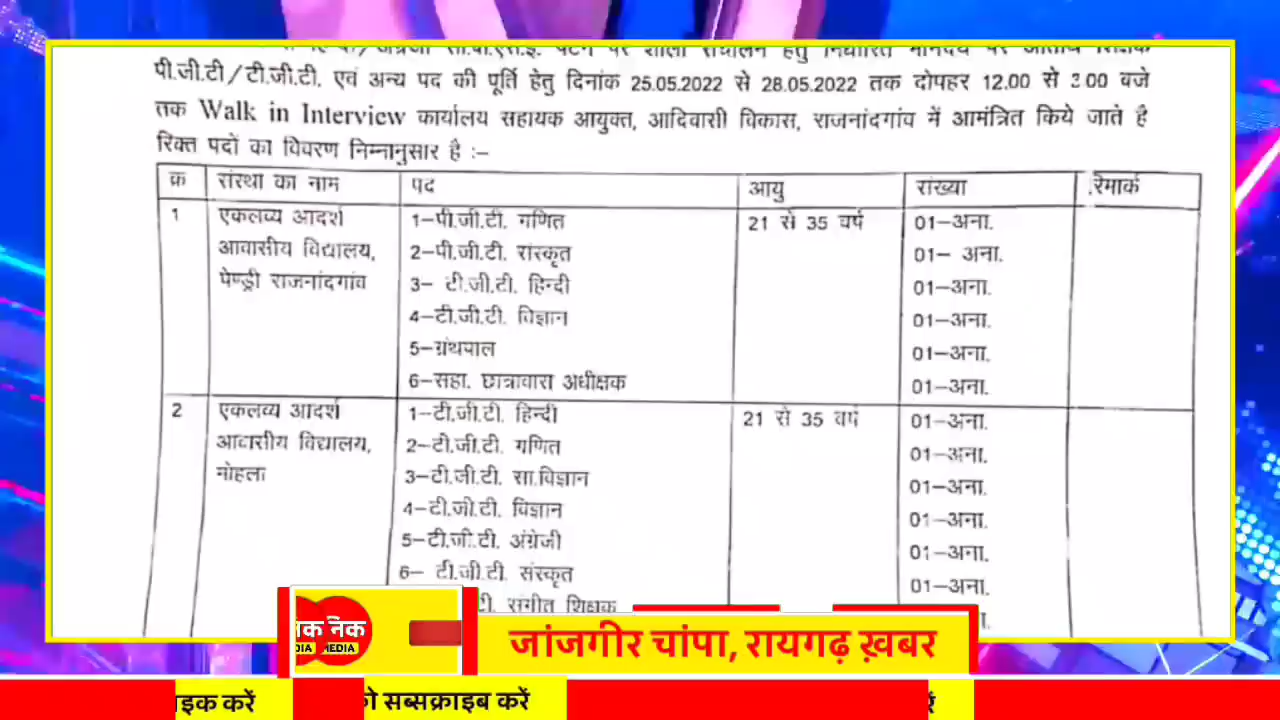 पी.जी.टी/टी.जी.टी. एवं अन्य पद की पूर्ति हेतु दिनांक 25.05.2022 से 28.05.2022 तक दोपहर 12.00 से 3.00 बजे
तक Walk in Interview कार्यालय सहायक आयुक्त, आदिवासी विकास, राजनांदगांव में आमंत्रित किये जाते है
रिक्त पदों का विवरण निम्नानुसार है :–
क्र संस्था का नाम पद आयु संख्या रिमार्क
1 एकलव्य आदर्श 1–पी.जी.टी. गणित 21 से 35 वर्ष 01–अना.
आवासीय विद्यालय, 2–पी.जी.टी. संस्कृत 01– अना.
पेण्ड्री राजनांदगांव 3– टी.जी.टी. हिन्दी 01–अना.
4–टी.जी.टी. विज्ञान 01–अना.
5–ग्रंथपाल 01–अना.
6–सहा. छात्रावास अधीक्षक 01–अना.
2 एकलव्य आदर्श 1–टी.जी.टी. हिन्दी 21 से 35 वर्ष 01–अना.
आवासीय विद्यालय, 2–टी.जी.टी. गणित 01–अना.
मोहला 3–टी.जी.टी. सा.विज्ञान 01–अना.
4–टी.जी.टी. विज्ञान 01–अना.
5–टी.जी.टी. अंग्रेजी 01–अना.
6– टी.जी.टी. संस्कृत 01–अना.
संगीत शिक्षक
निक
MEDIA
जांजगीर चांपा, रायगढ़ ख़बर
करें
सब्सक्राइब करें